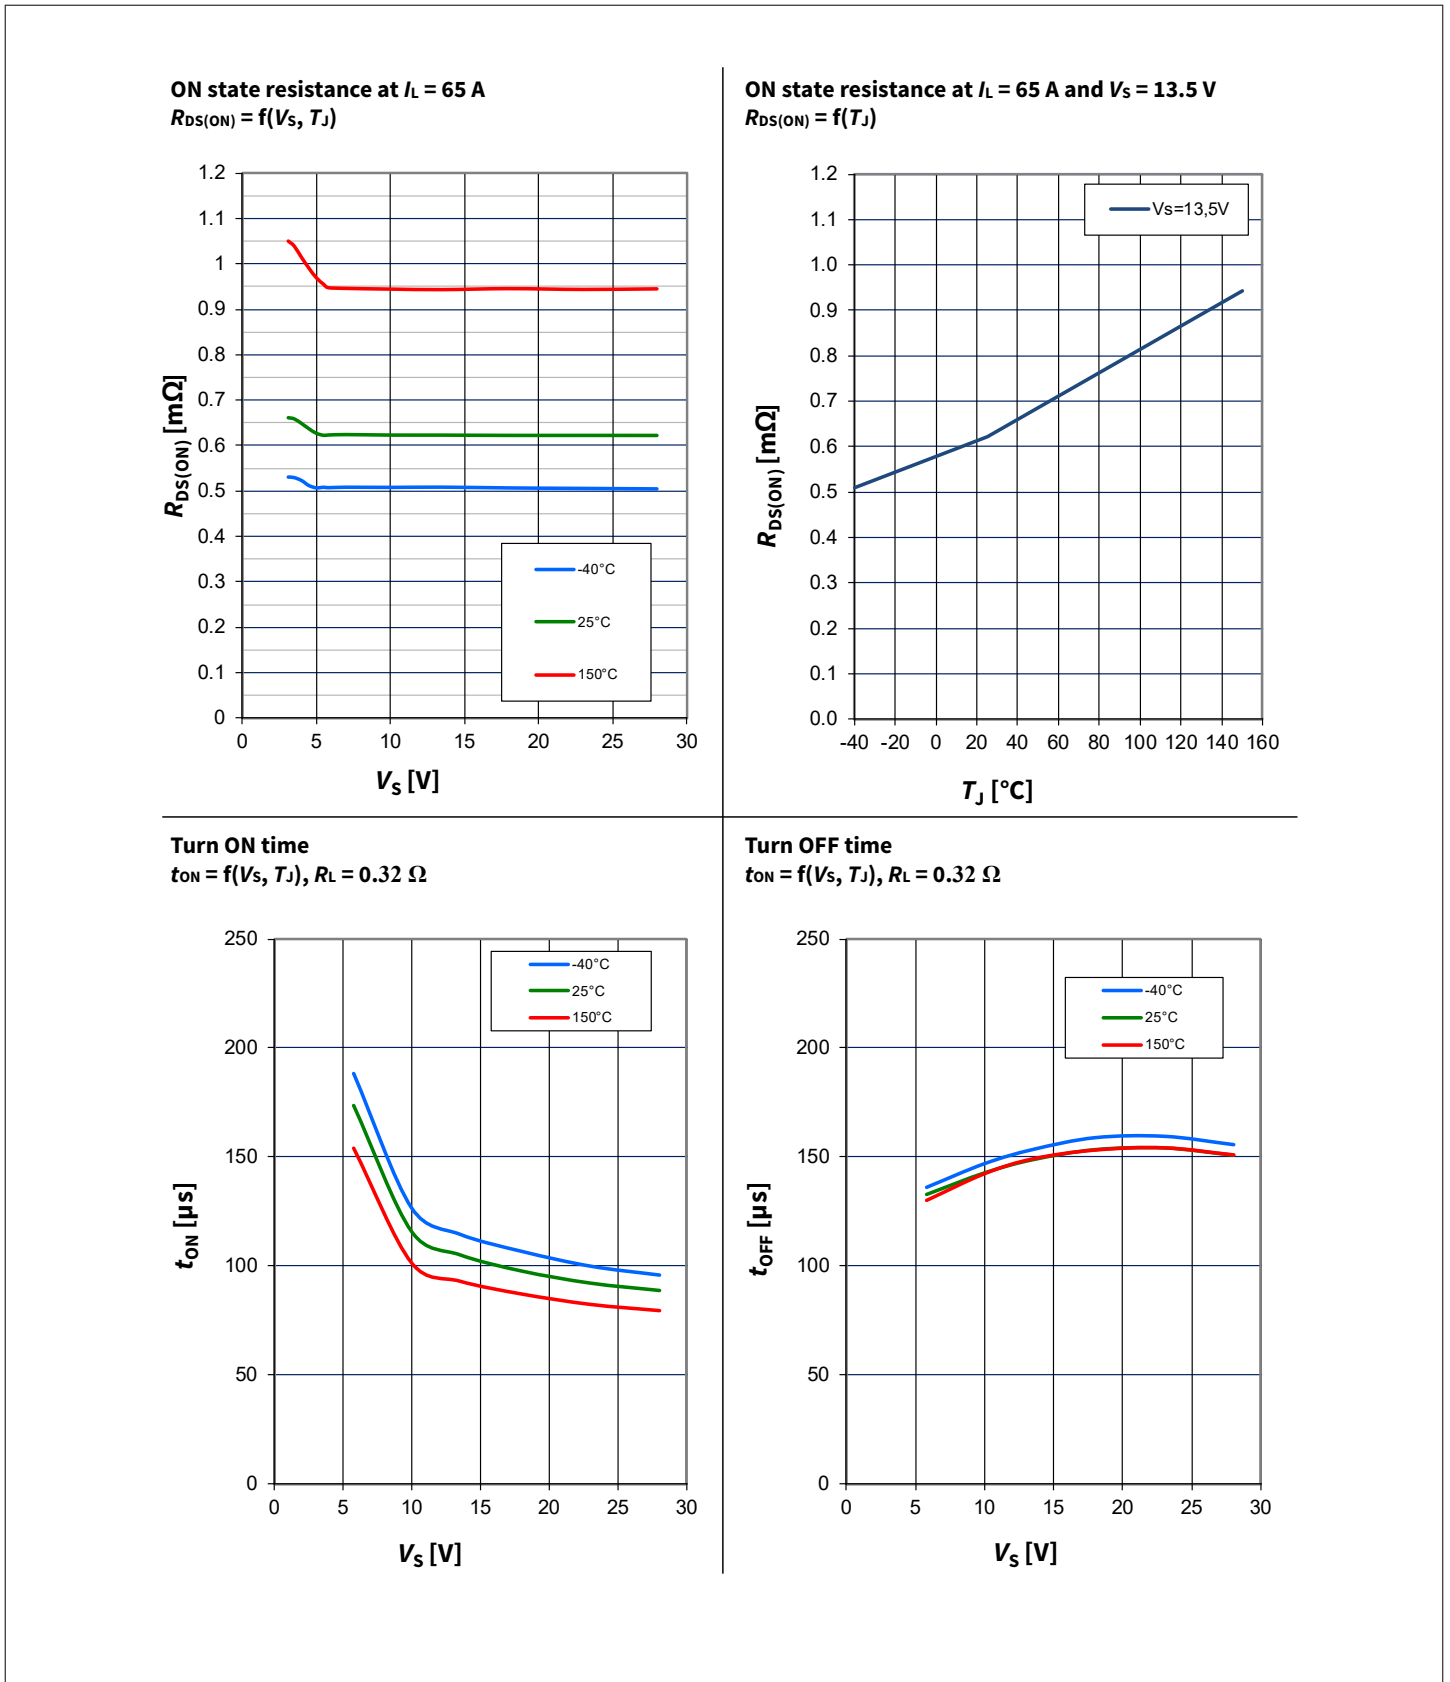 ON state resistance at IL = 65 A
RDS(ON) = f(VS, TJ)
1.2
1.1
1
0.9
0.8
0.7
0.6
0.5
0.4
0.3
0.2
0.1
0
0 5 10 15 20 25 30
RDS(ON) [mΩ]
VS [V]
-40°C
25°C
150°C
ON state resistance at IL = 65 A and VS = 13.5 V
RDS(ON) = f(TJ)
1.2
1.1
1.0
0.9
0.8
0.7
0.6
0.5
0.4
0.3
0.2
0.1
0.0
-40 -20 0 20 40 60 80 100 120 140 160
RDS(ON) [mΩ]
TJ [°C]
Vs=13,5V
Turn ON time
tON = f(VS, TJ), RL = 0.32 Ω
250
200
150
100
50
0
0 5 10 15 20 25 30
tON [µs]
VS [V]
-40°C
25°C
150°C
Turn OFF time
tON = f(VS, TJ), RL = 0.32 Ω
250
200
150
100
50
0
0 5 10 15 20 25 30
tOFF [µs]
VS [V]
-40°C
25°C
150°C